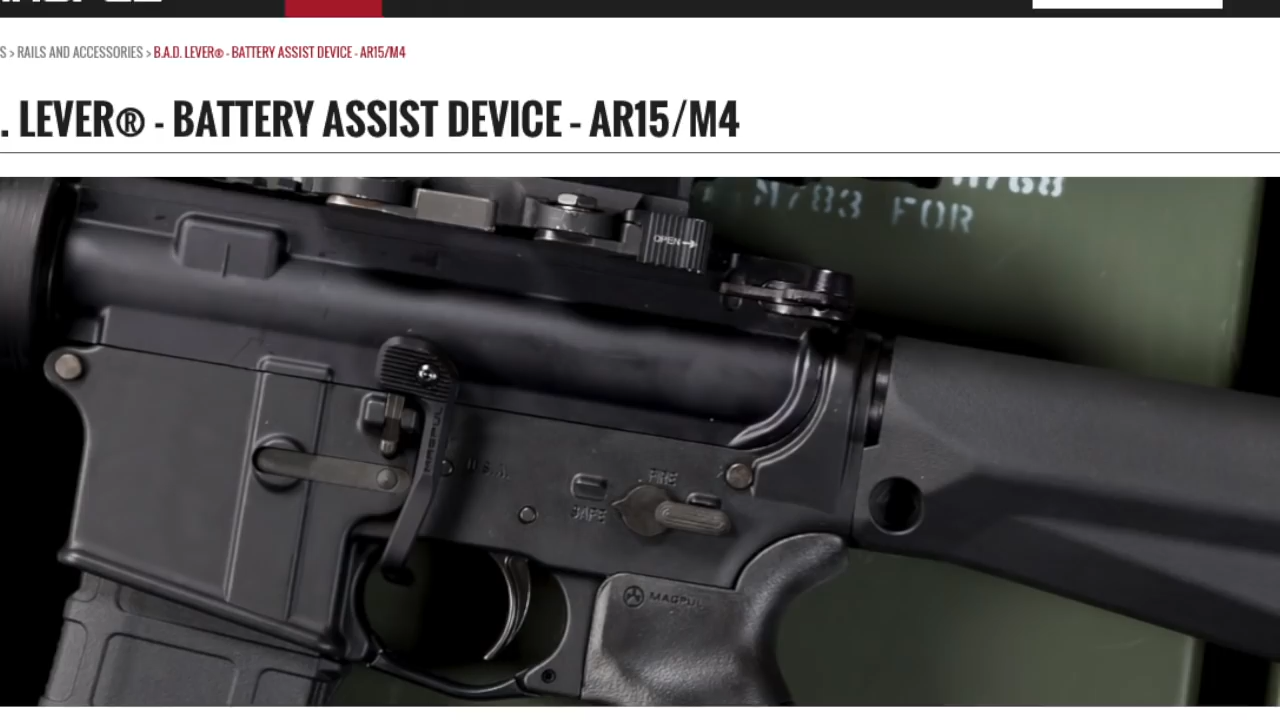 S > RAILS AND ACCESSORIES > B.A.D. LEVER® - BATTERY ASSIST DEVICE - AR15/M4
. LEVER® - BATTERY ASSIST DEVICE - AR15/M4
M783 FOR
OPEN
MAGPUL
U.S.A.
FIRE
SAFE
MAGPUL